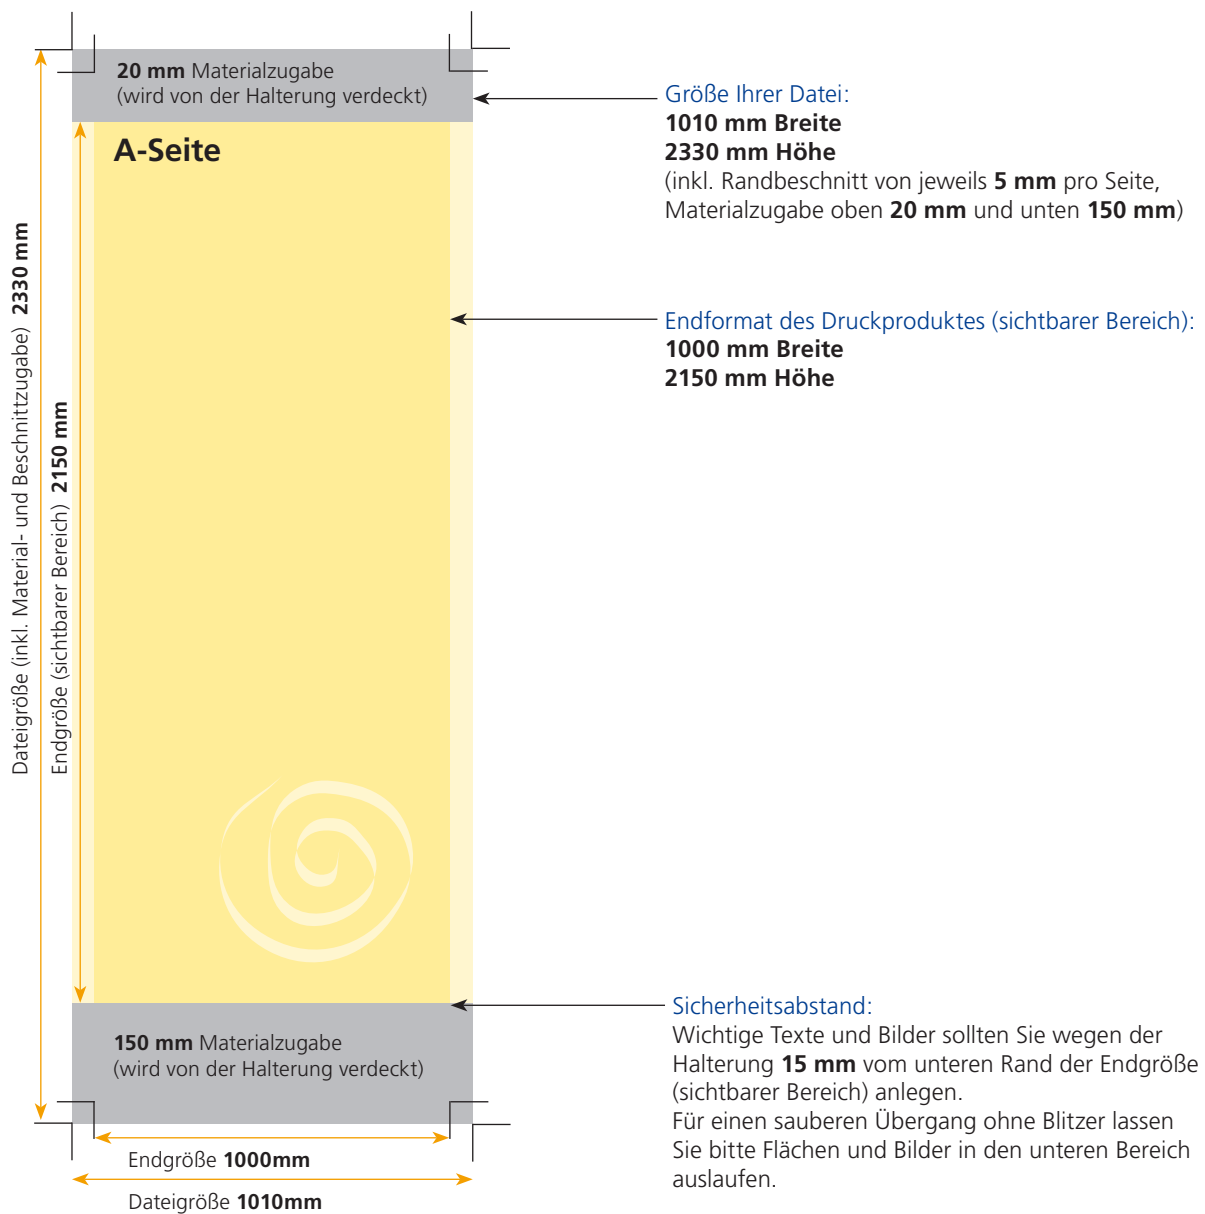 20 mm Materialzugabe
(wird von der Halterung verdeckt)
A-Seite
Größe Ihrer Datei:
1010 mm Breite
2330 mm Höhe
(inkl. Randbeschnitt von jeweils 5 mm pro Seite,
Materialzugabe oben 20 mm und unten 150 mm)
Endformat des Druckproduktes (sichtbarer Bereich):
1000 mm Breite
2150 mm Höhe
Dateigröße (inkl. Material- und Beschnittzugabe) 2330 mm
Endgröße (sichtbarer Bereich) 2150 mm
Sicherheitsabstand:
Wichtige Texte und Bilder sollten Sie wegen der
Halterung 15 mm vom unteren Rand der Endgröße
(sichtbarer Bereich) anlegen.
Für einen sauberen Übergang ohne Blitzer lassen
Sie bitte Flächen und Bilder in den unteren Bereich
auslaufen.
150 mm Materialzugabe
(wird von der Halterung verdeckt)
Endgröße 1000mm
Dateigröße 1010mm